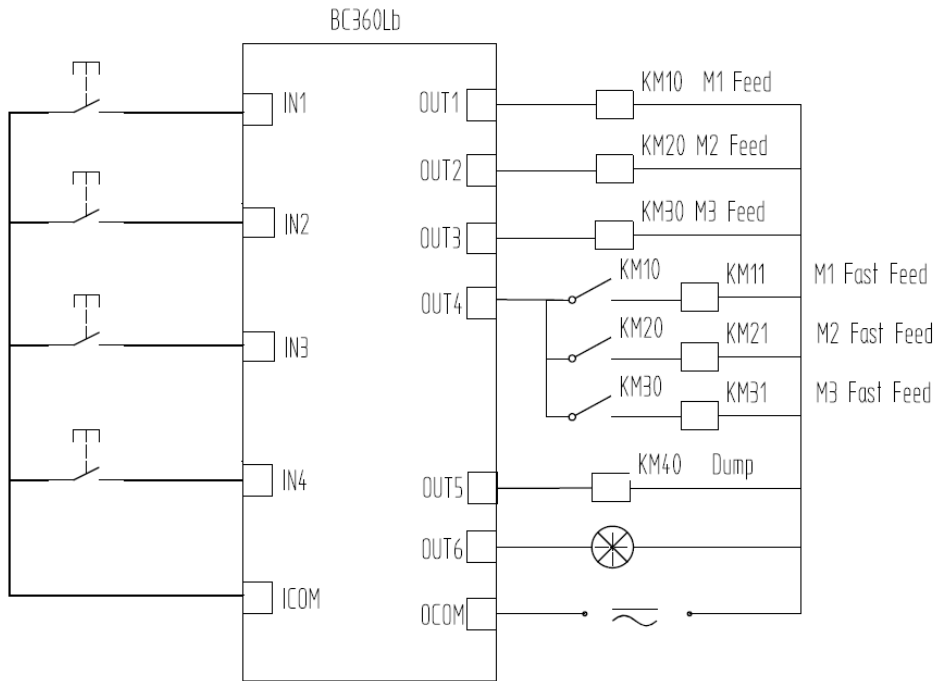 BC360Lb
IN1
OUT1
KM10 M1 Feed
OUT2
KM20 M2 Feed
IN2
OUT3
KM30 M3 Feed
OUT4
KM10
KM11
M1 Fast Feed
IN3
KM20
KM21
M2 Fast Feed
KM30
KM31
M3 Fast Feed
IN4
OUT5
KM40 Dump
OUT6
ICOM
OCOM